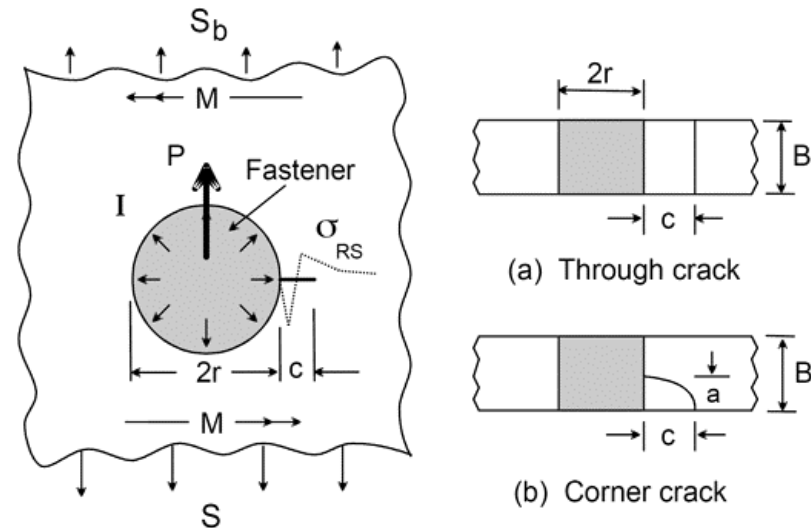 S_b
M
P
Fastener
I
σ_RS
2r
c
M
S
2r
B
c
(a) Through crack
B
a
c
(b) Corner crack